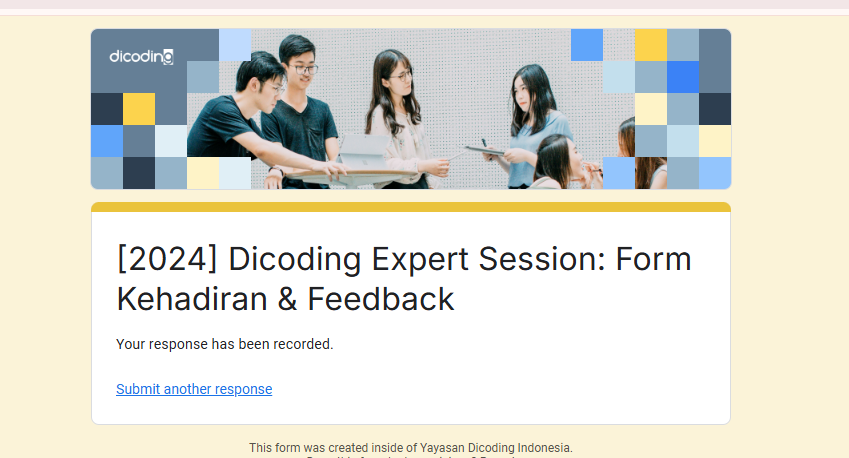 dicoding
[2024] Dicoding Expert Session: Form
Kehadiran & Feedback
Your response has been recorded.
Submit another response
This form was created inside of Yayasan Dicoding Indonesia.